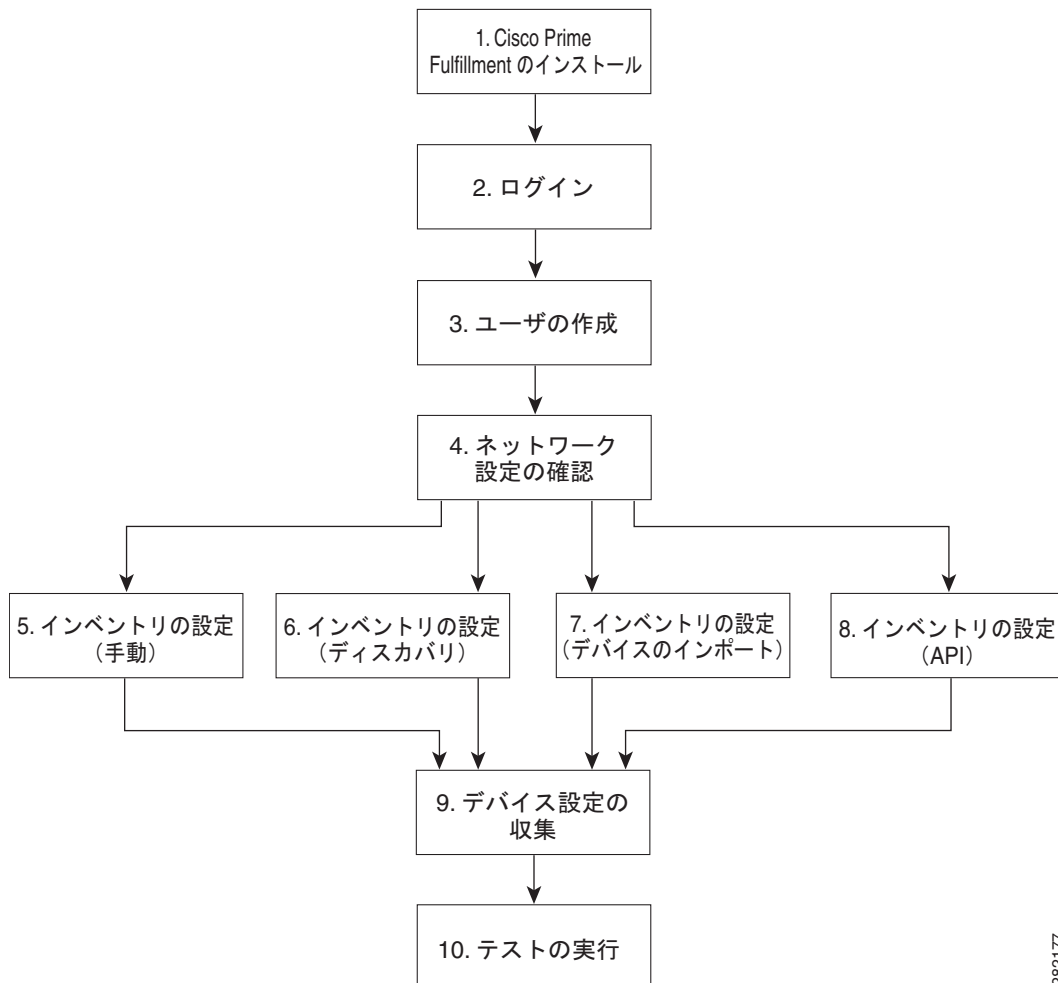 1. Cisco Prime
Fulfillment のインストール
2. ログイン
3. ユーザの作成
4. ネットワーク
設定の確認
5. インベントリの設定
（手動）
6. インベントリの設定
（ディスカバリ）
7. インベントリの設定
（デバイスのインポート）
8. インベントリの設定
（API）
9. デバイス設定の
収集
10. テストの実行